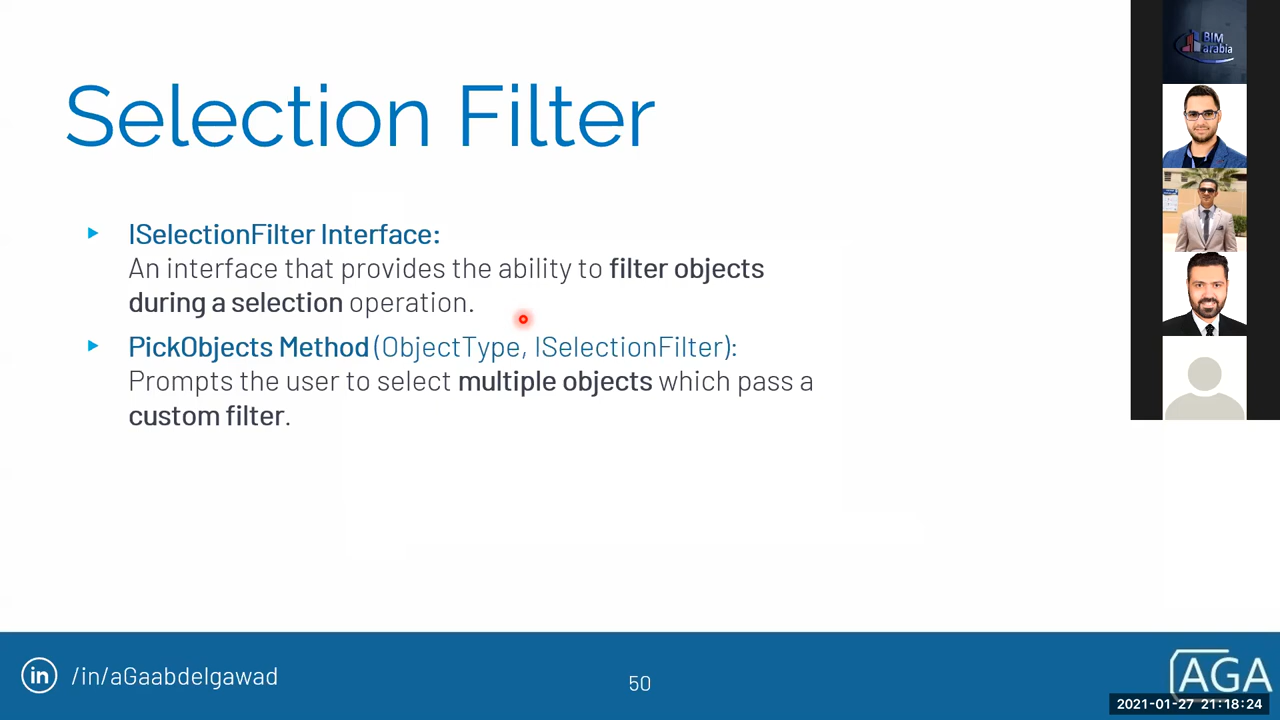 Selection Filter
ISelectionFilter Interface:
An interface that provides the ability to filter objects
during a selection operation.
PickObjects Method (ObjectType, ISelectionFilter):
Prompts the user to select multiple objects which pass a
custom filter.
BIM
arabia
in
/in/aGaabdelgawad
50
AGA
2021-01-27 21:18:24